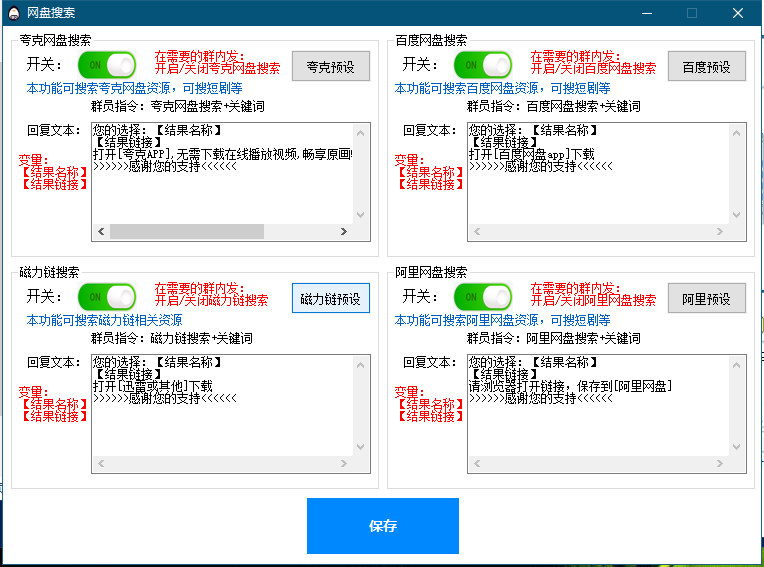 网盘搜索
夸克网盘搜索
开关：
ON
在需要的群内发：
开启/关闭夸克网盘搜索
夸克预设
本功能可搜索夸克网盘资源，可搜短剧等
群员指令：夸克网盘搜索+关键词
回复文本：
变量：
【结果名称】
【结果链接】
您的选择：【结果名称】
【结果链接】
打开[夸克APP],无需下载在线播放视频,畅享原画!
>>>>>>感谢您的支持<<<<<<
百度网盘搜索
开关：
ON
在需要的群内发：
开启/关闭百度网盘搜索
百度预设
本功能可搜索百度网盘资源，可搜短剧等
群员指令：百度网盘搜索+关键词
回复文本：
变量：
【结果名称】
【结果链接】
您的选择：【结果名称】
【结果链接】
打开[百度网盘app]下载
>>>>>>感谢您的支持<<<<<<
磁力链搜索
开关：
ON
在需要的群内发：
开启/关闭磁力链搜索
磁力链预设
本功能可搜索磁力链相关资源
群员指令：磁力链搜索+关键词
回复文本：
变量：
【结果名称】
【结果链接】
您的选择：【结果名称】
【结果链接】
打开[迅雷或其他]下载
>>>>>>感谢您的支持<<<<<<
阿里网盘搜索
开关：
ON
在需要的群内发：
开启/关闭阿里网盘搜索
阿里预设
本功能可搜索阿里网盘资源，可搜短剧等
群员指令：阿里网盘搜索+关键词
回复文本：
变量：
【结果名称】
【结果链接】
您的选择：【结果名称】
【结果链接】
请浏览器打开链接，保存到[阿里网盘]
>>>>>>感谢您的支持<<<<<<
保存